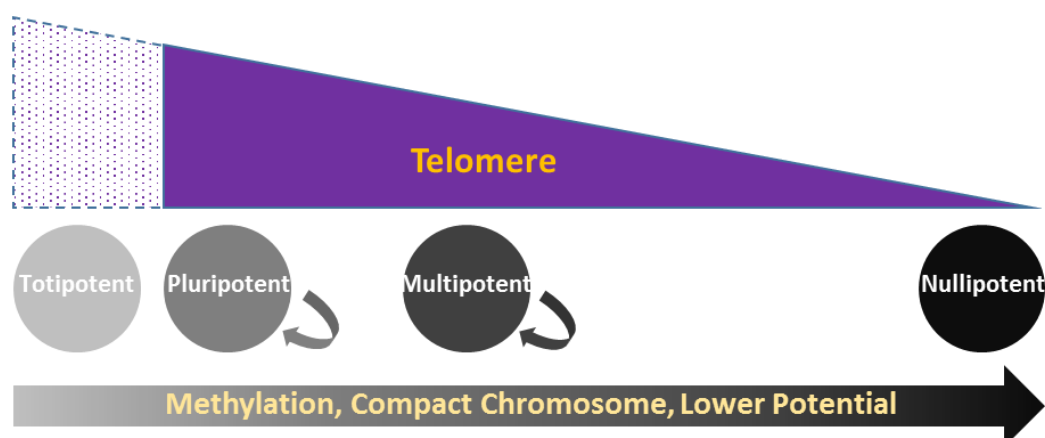 Telomere
Totipotent Pluripotent Multipotent Nullipotent
Methylation, Compact Chromosome, Lower Potential